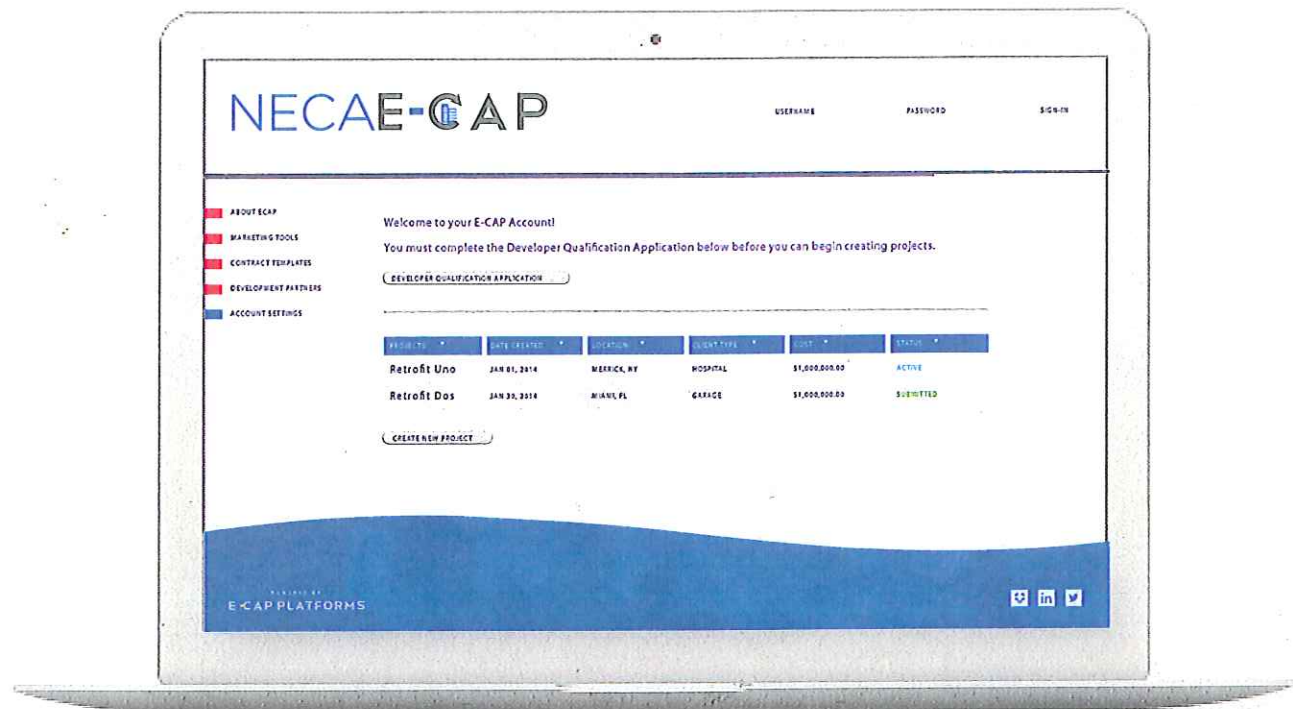 NECAE-CAP
USERNAME PASSWORD SIGN-IN
ABOUT ECAP
MARKETING TOOLS
CONTRACT TEMPLATES
DEVELOPMENT PARTNERS
ACCOUNT SETTINGS
Welcome to your E-CAP Account!
You must complete the Developer Qualification Application below before you can begin creating projects.
DEVELOPER QUALIFICATION APPLICATION
PROJECTS DATE CREATED LOCATION CLIENT TYPE COST STATUS
Retrofit Uno JAN 01, 2014 MERRICK, NY HOSPITAL $1,000,000.00 ACTIVE
Retrofit Dos JAN 30, 2014 MIAMI, FL GARAGE $1,000,000.00 SUBMITTED
CREATE NEW PROJECT
POWERED BY
E-CAP PLATFORMS
in